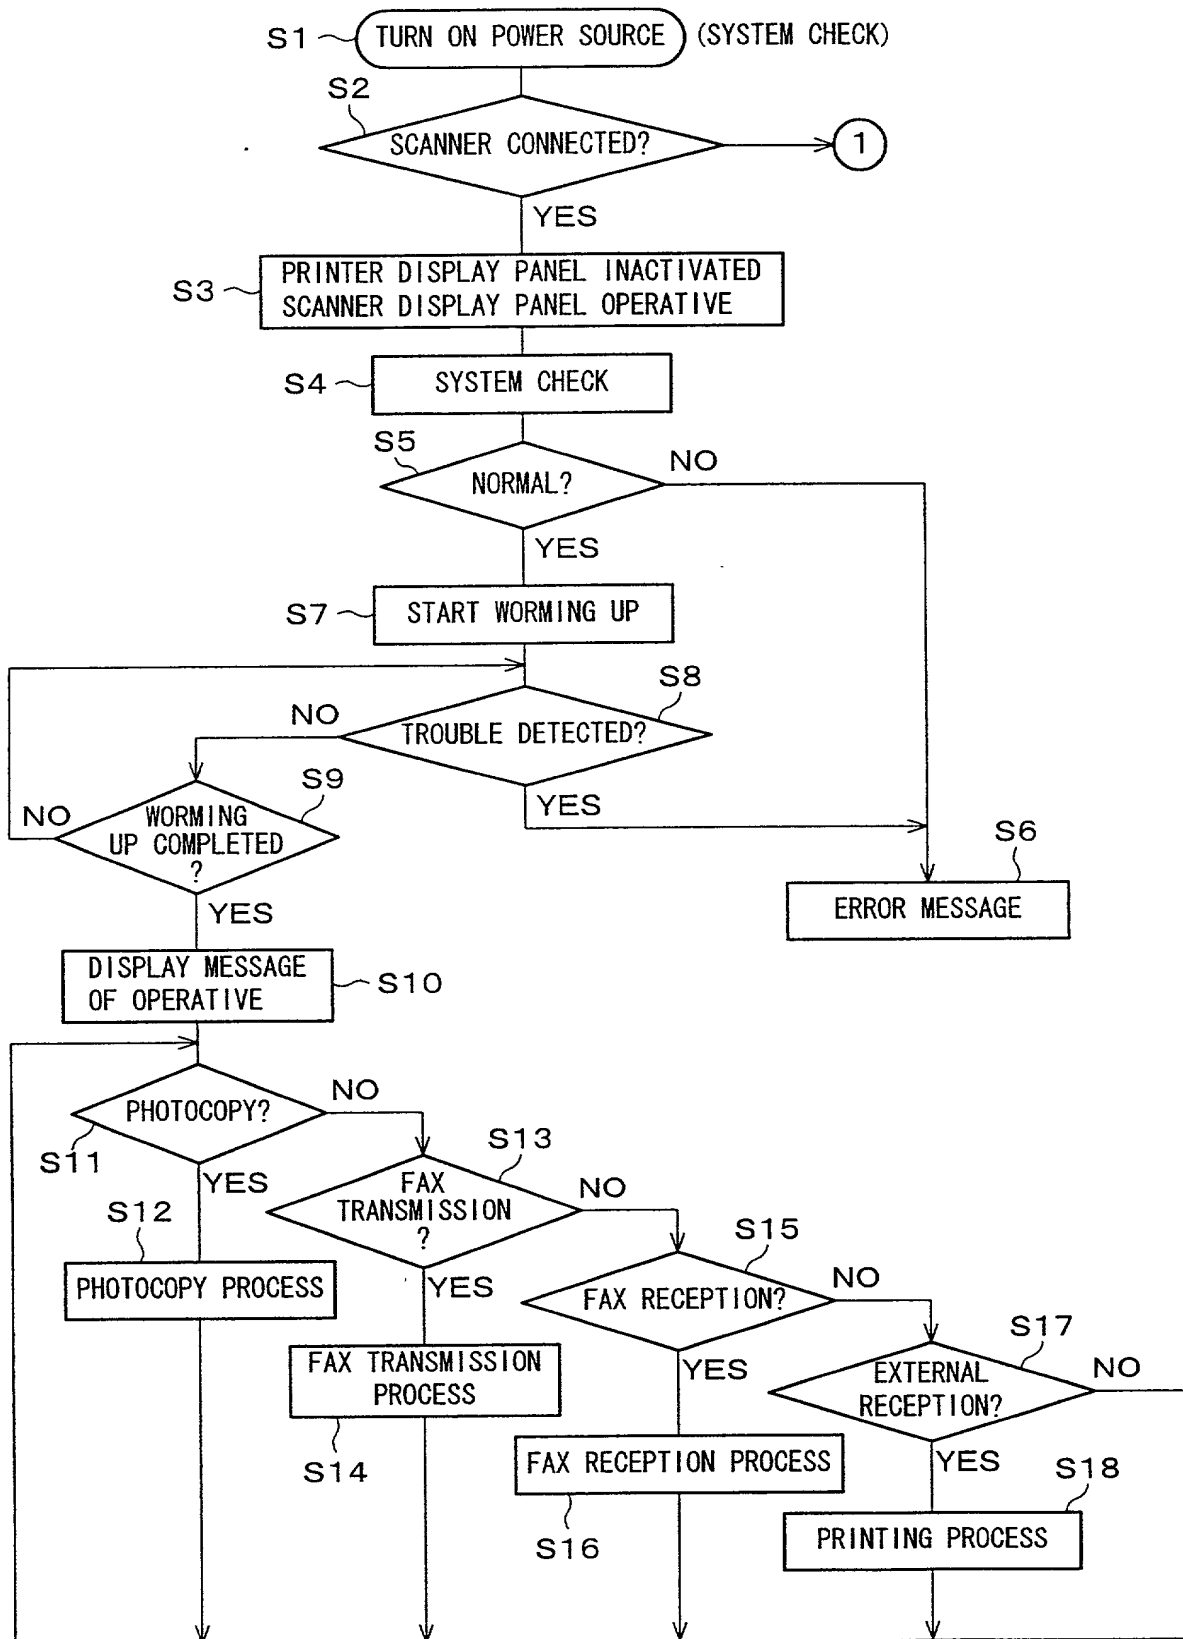 S1
TURN ON POWER SOURCE
(SYSTEM CHECK)
S2
SCANNER CONNECTED?
1
YES
S3
PRINTER DISPLAY PANEL INACTIVATED
SCANNER DISPLAY PANEL OPERATIVE
S4
SYSTEM CHECK
S5
NORMAL?
NO
YES
S7
START WORMING UP
S8
TROUBLE DETECTED?
NO
YES
S9
WORMING
UP COMPLETED
?
NO
YES
S6
ERROR MESSAGE
DISPLAY MESSAGE
OF OPERATIVE
S10
PHOTOCOPY?
NO
S11
YES
S12
PHOTOCOPY PROCESS
S13
FAX
TRANSMISSION
?
NO
YES
FAX TRANSMISSION
PROCESS
S14
S15
FAX RECEPTION?
NO
YES
FAX RECEPTION PROCESS
S16
S17
EXTERNAL
RECEPTION?
NO
YES
S18
PRINTING PROCESS